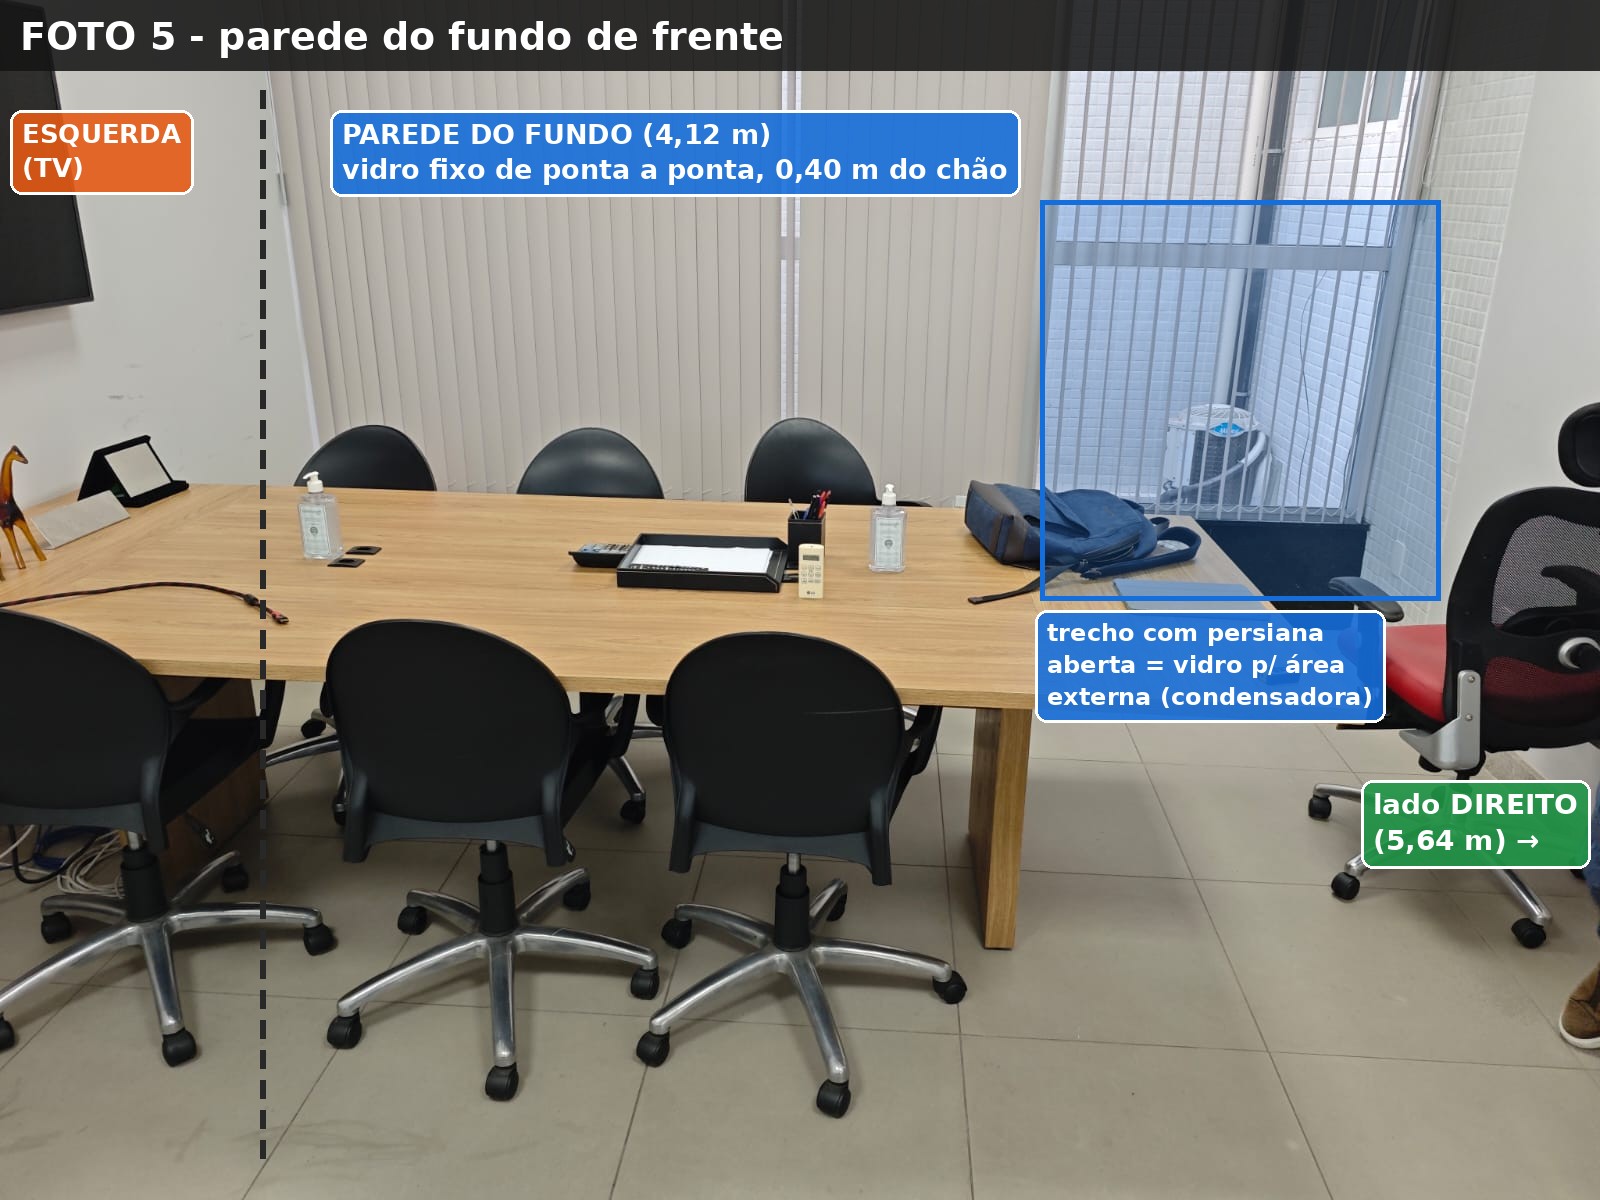 FOTO 5 - parede do fundo de frente
ESQUERDA
(TV)
PAREDE DO FUNDO (4,12 m)
vidro fixo de ponta a ponta, 0,40 m do chão
trecho com persiana
aberta = vidro p/ área
externa (condensadora)
lado DIREITO
(5,64 m) →